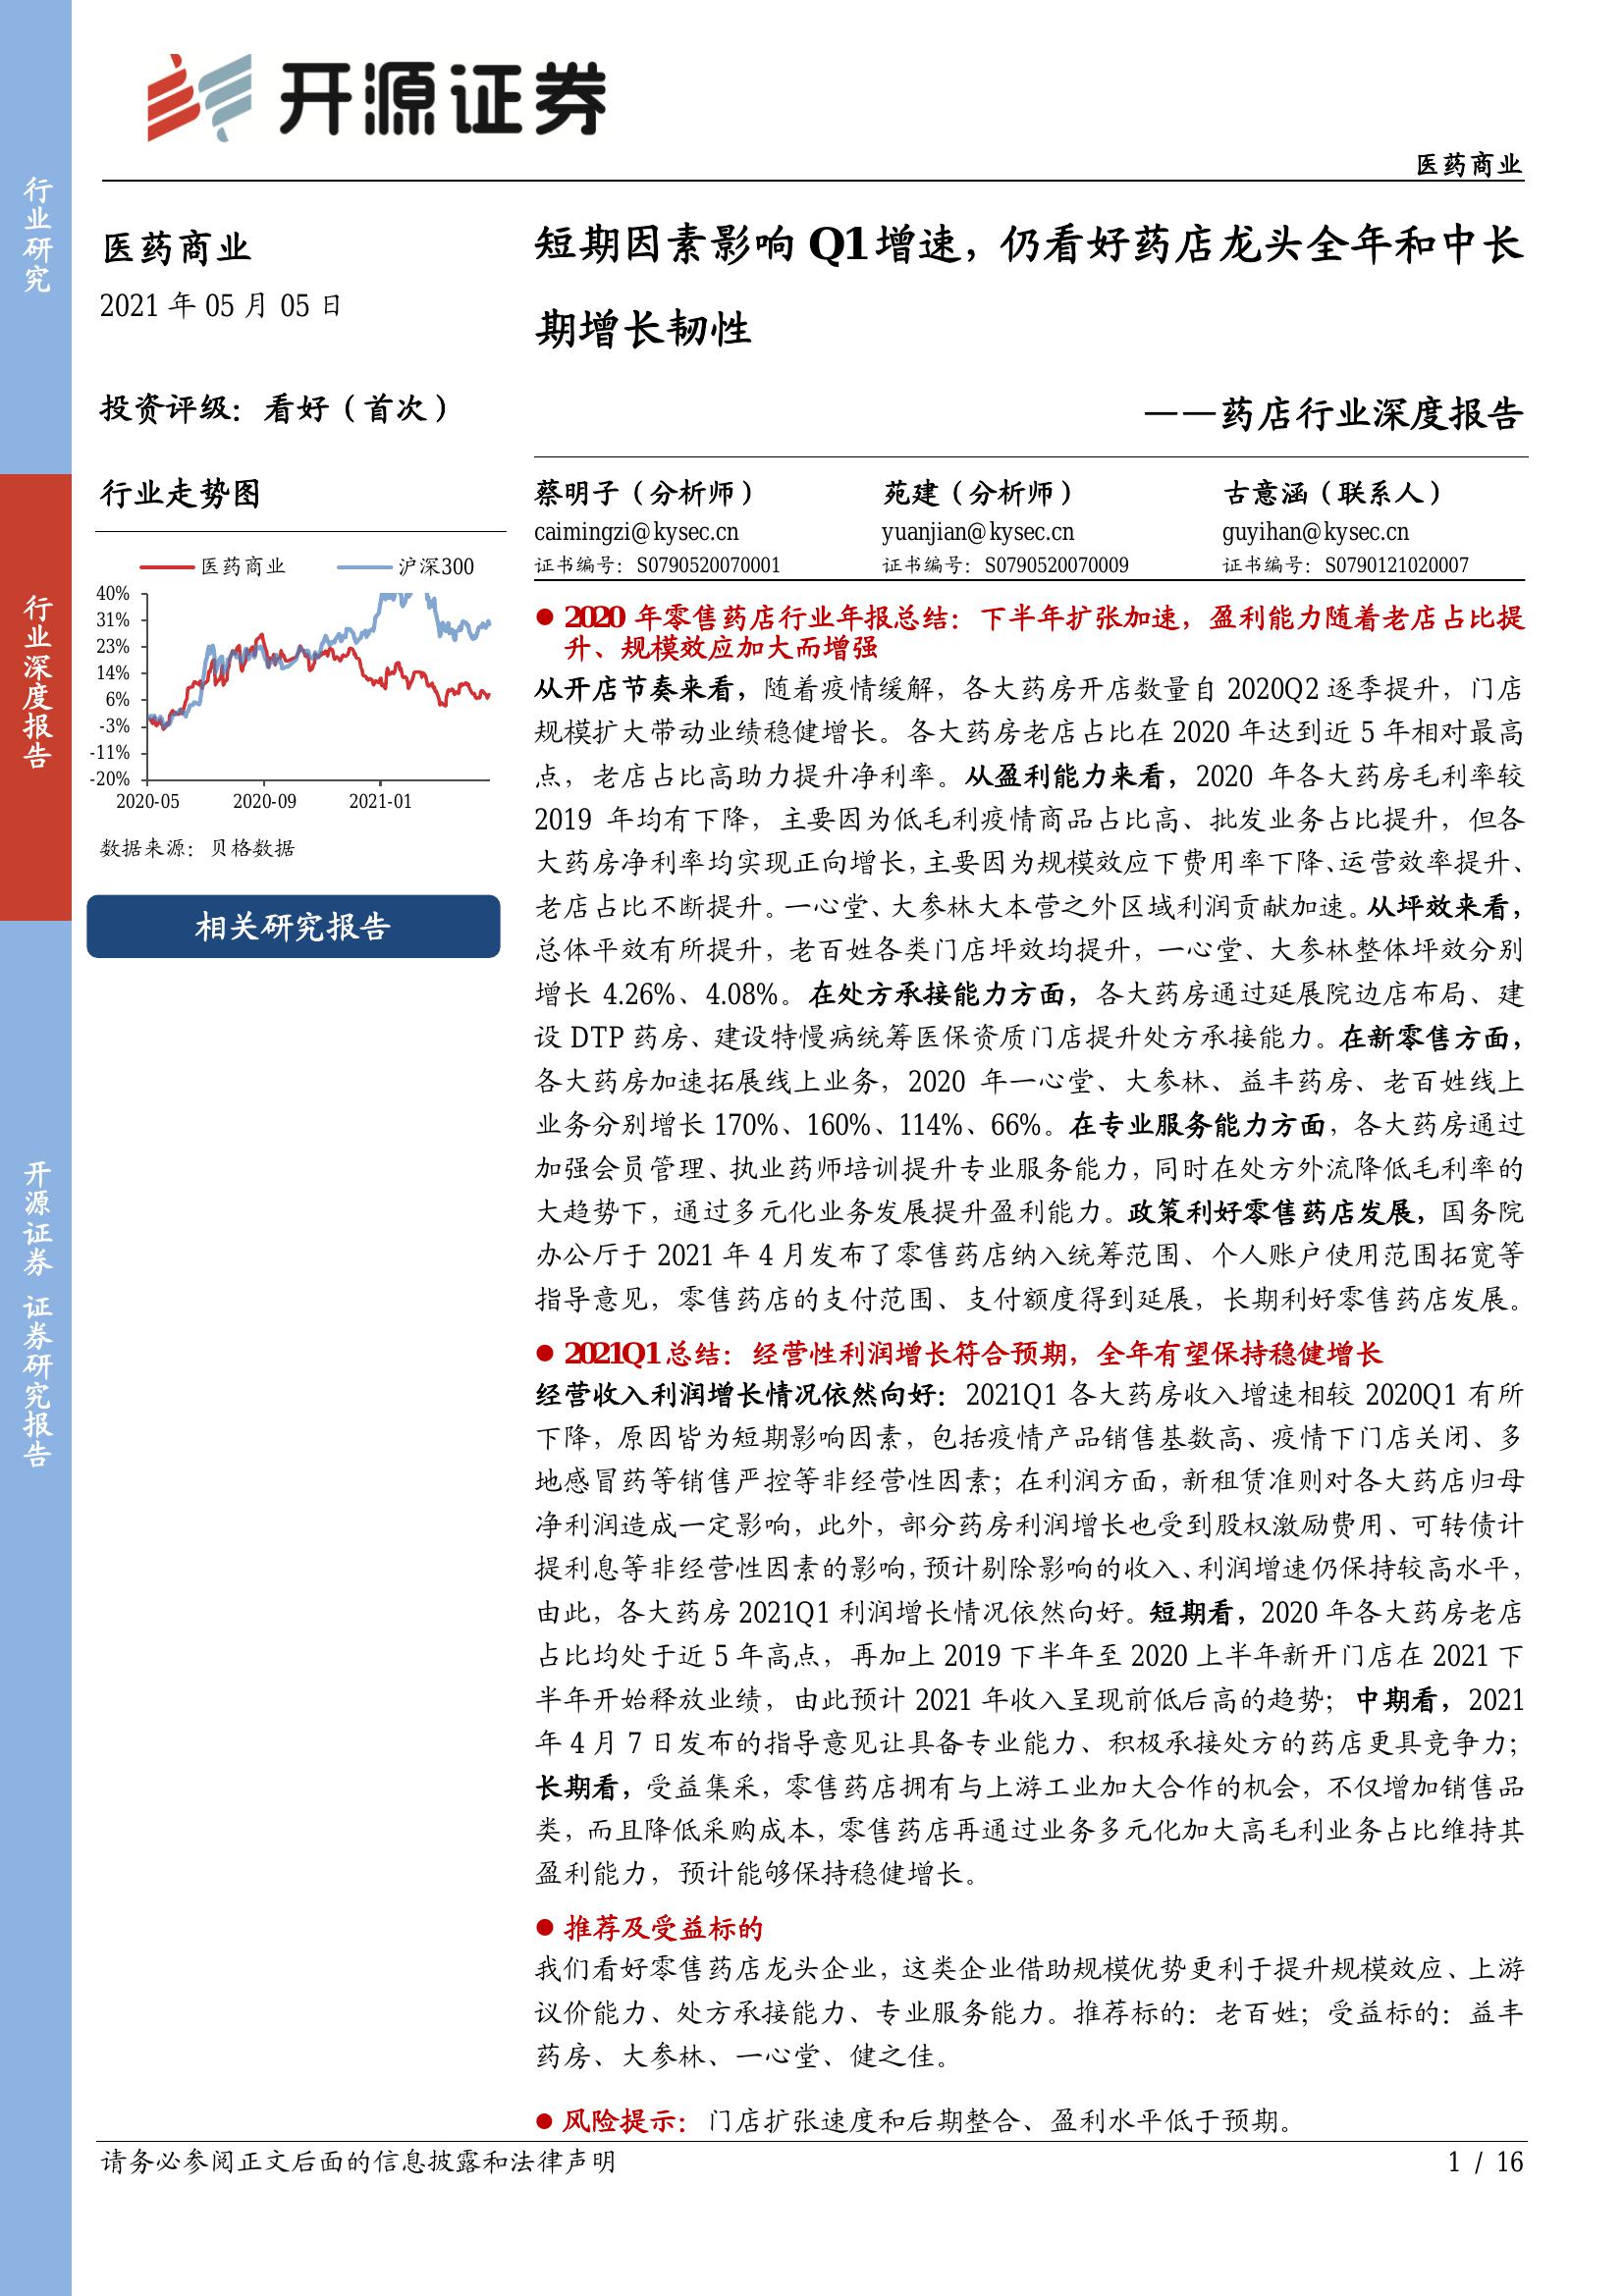 开源证券
医药商业
行业研究
行业深度报告
开源证券 证券研究报告
医药商业
2021 年 05 月 05 日
投资评级：看好（首次）
行业走势图
医药商业 沪深300
40%
31%
23%
14%
6%
-3%
-11%
-20%
2020-05 2020-09 2021-01
数据来源：贝格数据
相关研究报告
短期因素影响 Q1 增速，仍看好药店龙头全年和中长
期增长韧性
——药店行业深度报告
蔡明子（分析师） 苑建（分析师） 古意涵（联系人）
caimingzi@kysec.cn yuanjian@kysec.cn guyihan@kysec.cn
证书编号：S0790520070001 证书编号：S0790520070009 证书编号：S0790121020007
● 2020 年零售药店行业年报总结：下半年扩张加速，盈利能力随着老店占比提
升、规模效应加大而增强
从开店节奏来看，随着疫情缓解，各大药房开店数量自 2020Q2 逐季提升，门店
规模扩大带动业绩稳健增长。各大药房老店占比在 2020 年达到近 5 年相对最高
点，老店占比高助力提升净利率。从盈利能力来看，2020 年各大药房毛利率较
2019 年均有下降，主要因为低毛利疫情商品占比高、批发业务占比提升，但各
大药房净利率均实现正向增长，主要因为规模效应下费用率下降、运营效率提升、
老店占比不断提升。一心堂、大参林大本营之外区域利润贡献加速。从坪效来看，
总体平效有所提升，老百姓各类门店坪效均提升，一心堂、大参林整体坪效分别
增长 4.26%、4.08%。在处方承接能力方面，各大药房通过延展院边店布局、建
设 DTP 药房、建设特慢病统筹医保资质门店提升处方承接能力。在新零售方面，
各大药房加速拓展线上业务，2020 年一心堂、大参林、益丰药房、老百姓线上
业务分别增长 170%、160%、114%、66%。在专业服务能力方面，各大药房通过
加强会员管理、执业药师培训提升专业服务能力，同时在处方外流降低毛利率的
大趋势下，通过多元化业务发展提升盈利能力。政策利好零售药店发展，国务院
办公厅于 2021 年 4 月发布了零售药店纳入统筹范围、个人账户使用范围拓宽等
指导意见，零售药店的支付范围、支付额度得到延展，长期利好零售药店发展。
● 2021Q1 总结：经营性利润增长符合预期，全年有望保持稳健增长
经营收入利润增长情况依然向好：2021Q1 各大药房收入增速相较 2020Q1 有所
下降，原因皆为短期影响因素，包括疫情产品销售基数高、疫情下门店关闭、多
地感冒药等销售严控等非经营性因素；在利润方面，新租赁准则对各大药店归母
净利润造成一定影响，此外，部分药房利润增长也受到股权激励费用、可转债计
提利息等非经营性因素的影响，预计剔除影响的收入、利润增速仍保持较高水平，
由此，各大药房 2021Q1 利润增长情况依然向好。短期看，2020 年各大药房老店
占比均处于近 5 年高点，再加上 2019 下半年至 2020 上半年新开门店在 2021 下
半年开始释放业绩，由此预计 2021 年收入呈现前低后高的趋势；中期看，2021
年 4 月 7 日发布的指导意见让具备专业能力、积极承接处方的药店更具竞争力；
长期看，受益集采，零售药店拥有与上游工业加大合作的机会，不仅增加销售品
类，而且降低采购成本，零售药店再通过业务多元化加大高毛利业务占比维持其
盈利能力，预计能够保持稳健增长。
● 推荐及受益标的
我们看好零售药店龙头企业，这类企业借助规模优势更利于提升规模效应、上游
议价能力、处方承接能力、专业服务能力。推荐标的：老百姓；受益标的：益丰
药房、大参林、一心堂、健之佳。
● 风险提示：门店扩张速度和后期整合、盈利水平低于预期。
请务必参阅正文后面的信息披露和法律声明 1 / 16